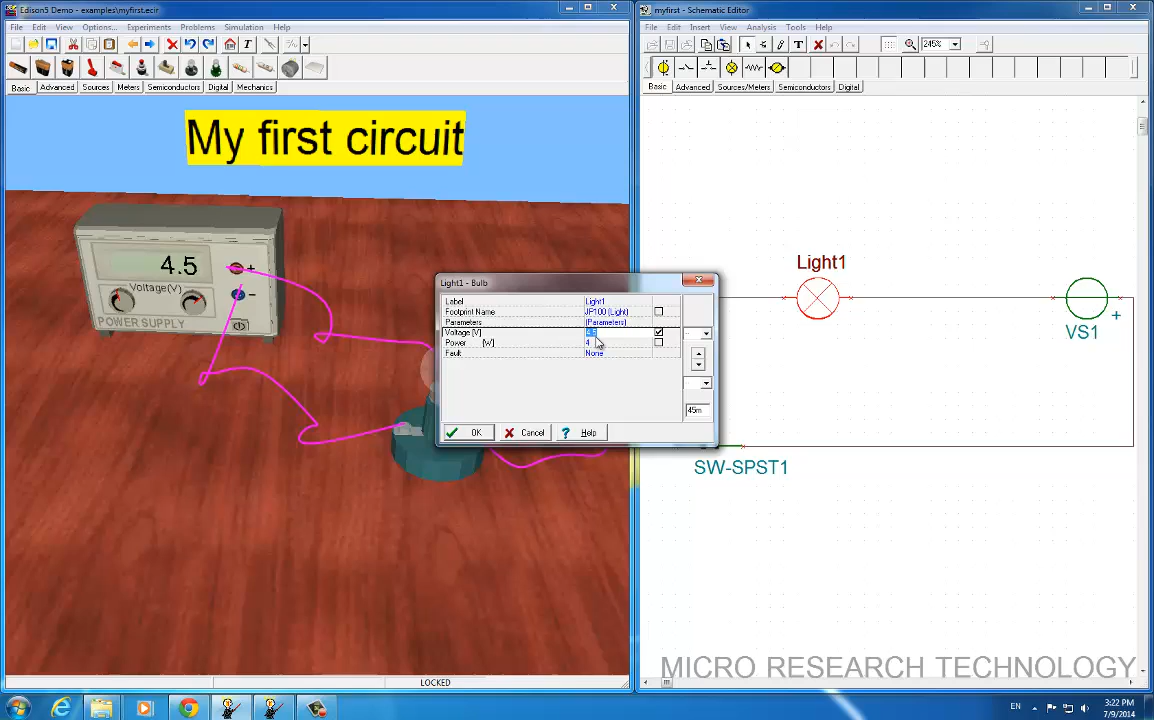 Edison5 Demo - examples\myfirst.ecir
File Edit View Options... Experiments Problems Simulation Help
Basic Advanced Sources Meters Semiconductors Digital Mechanics
My first circuit
4.5
+
Voltage(V)
−
POWER SUPPLY
LOCKED
myfirst - Schematic Editor
File Edit Insert View Analysis Tools Help
T
245%
Basic Advanced Sources/Meters Semiconductors Digital
Light1
VS1
+
SW-SPST1
MICRO RESEARCH TECHNOLOGY
Light1 - Bulb
Label Light1
Footprint Name JP100 (Light)
Parameters (Parameters)
Voltage [V] 4.5
Power [W] 4
Fault None
45m
OK Cancel Help
EN
3:22 PM
7/9/2014